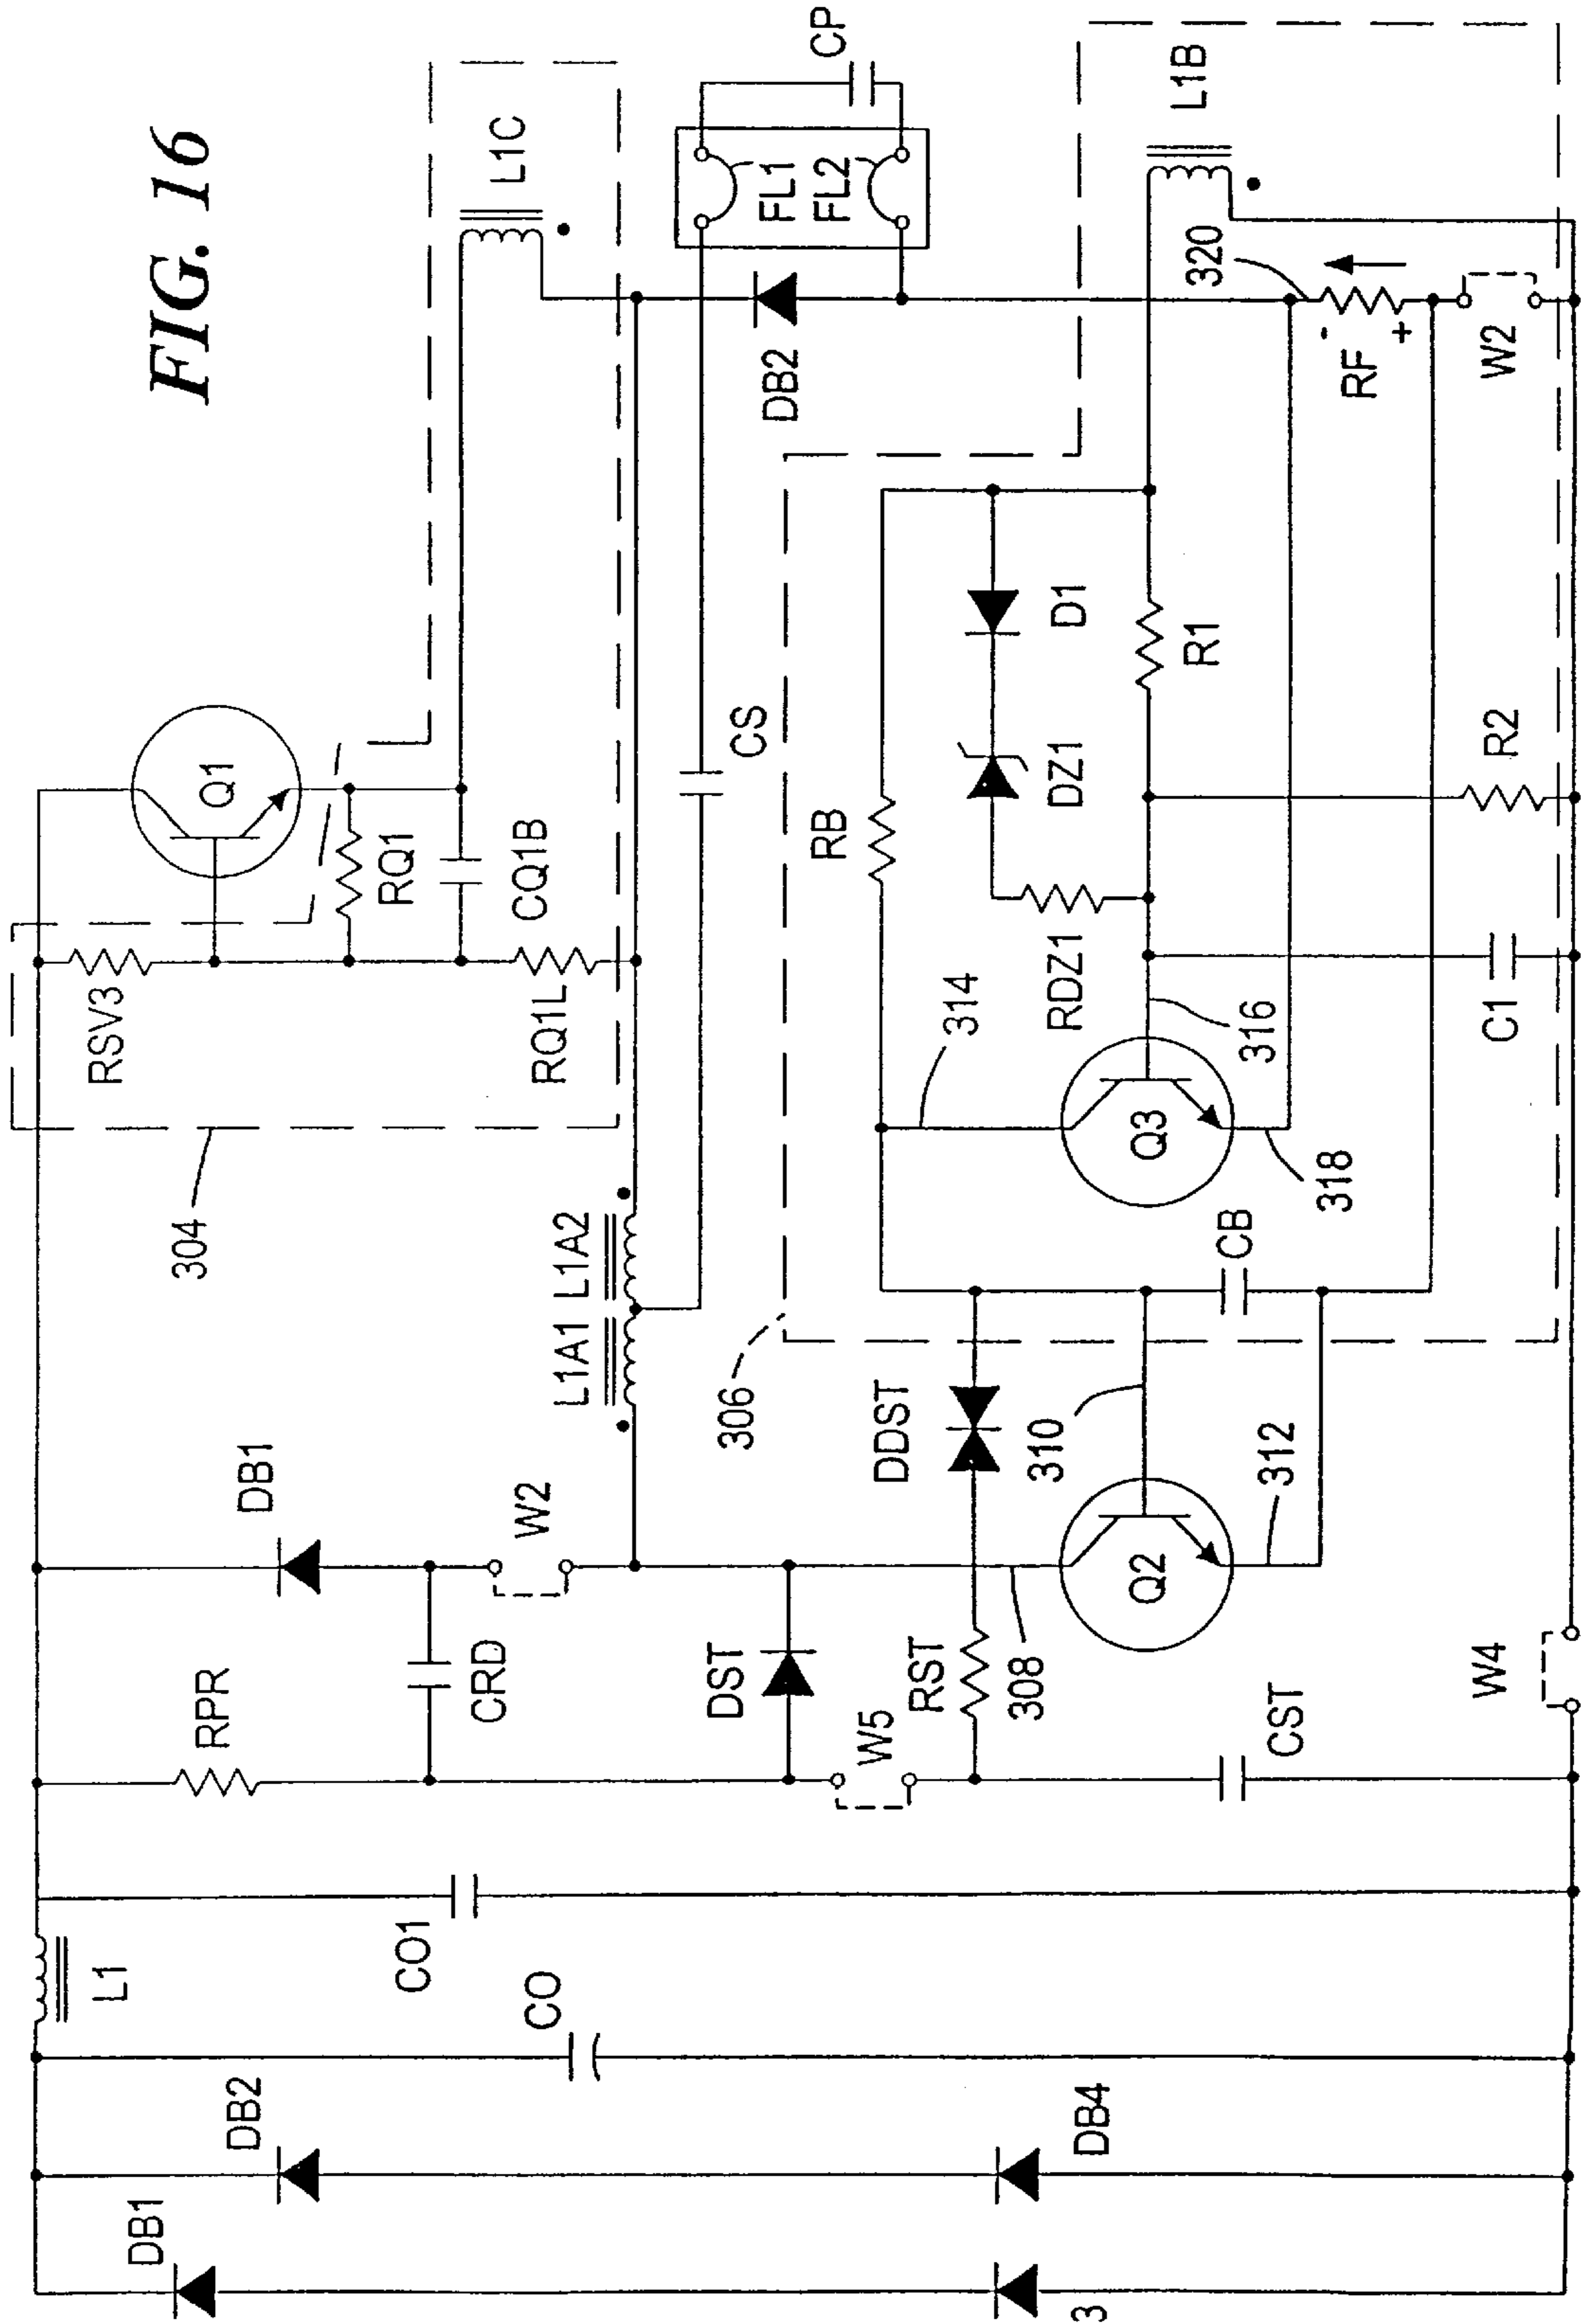 FIG. 16
DB1
3
DB2
DB4
CO
L1
CO1
RPR
CRD
DB1
W2
DST
W5
RST
CST
W4
308
Q2
312
310
DDST
306
L1A1 L1A2
304
CB
318
Q3
314
316
C1
RSV3
RQ1L
RDZ1
CQ1B
RQ1
Q1
RB
DZ1
D1
R1
R2
CS
L1C
DB2
FL1
FL2
CP
320
-
+
RF
W2
L1B